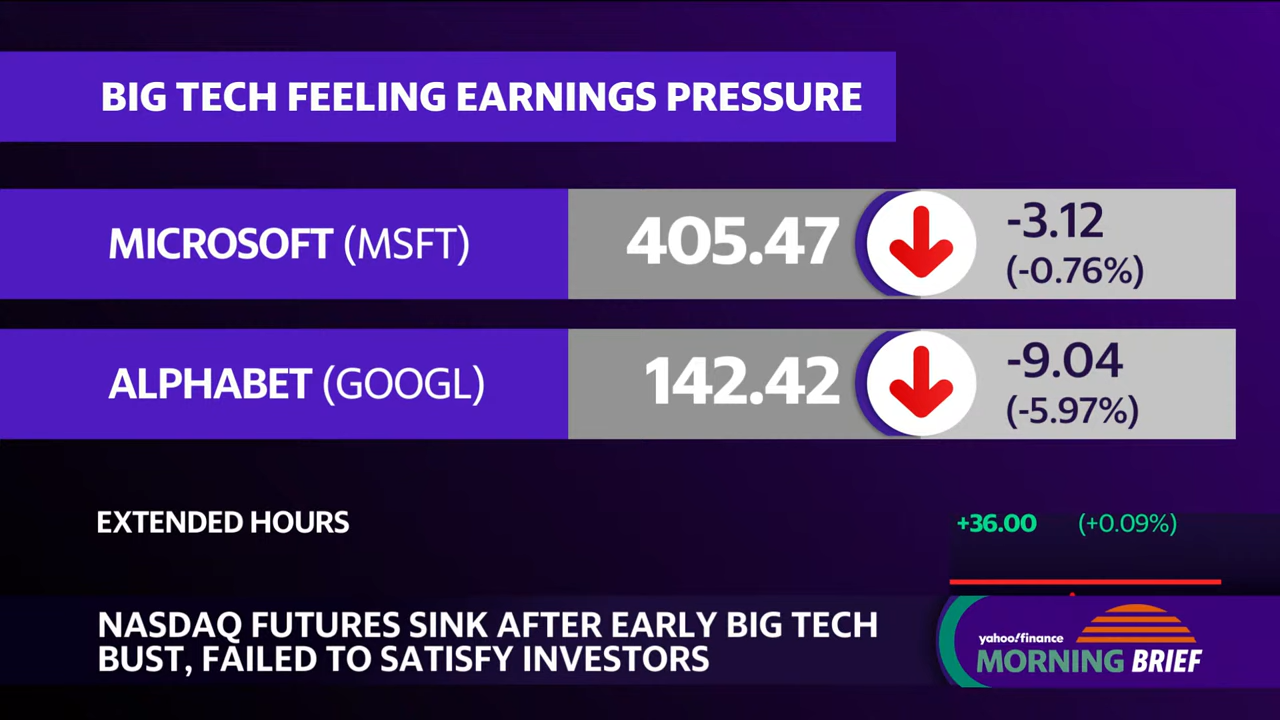 BIG TECH FEELING EARNINGS PRESSURE
MICROSOFT (MSFT) 405.47 -3.12
(-0.76%)
ALPHABET (GOOGL) 142.42 -9.04
(-5.97%)
EXTENDED HOURS
+36.00 (+0.09%)
NASDAQ FUTURES SINK AFTER EARLY BIG TECH
BUST, FAILED TO SATISFY INVESTORS
yahoo!finance
MORNING BRIEF